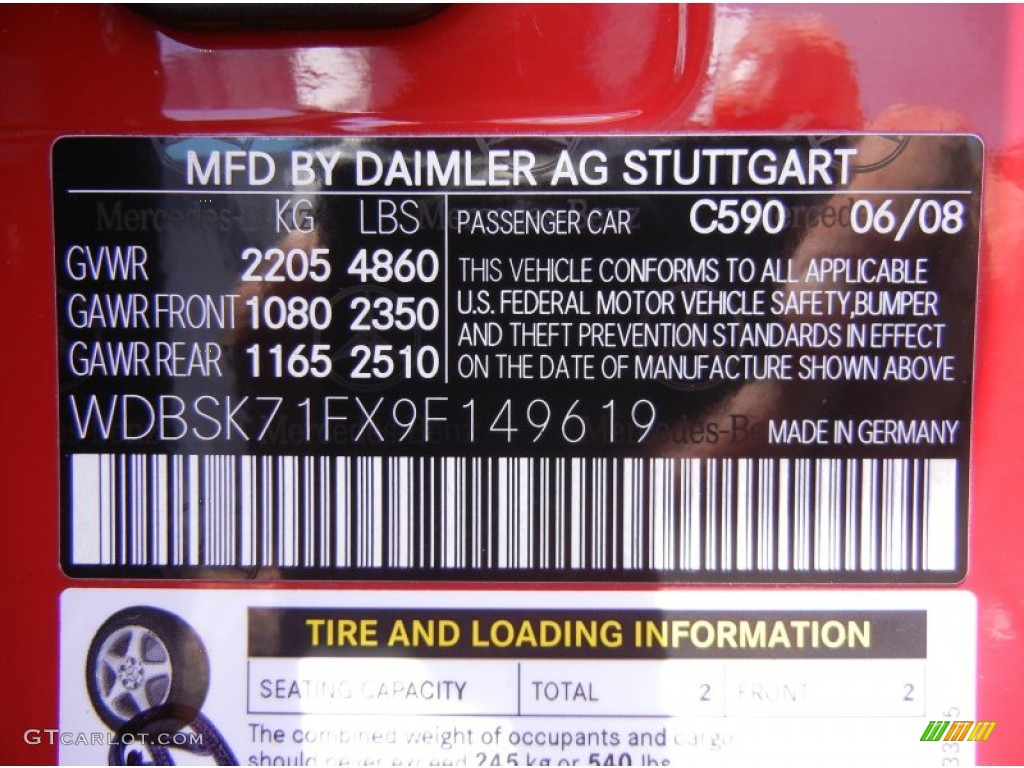 MFD BY DAIMLER AG STUTTGART
KG LBS
GVWR 2205 4860
GAWR FRONT 1080 2350
GAWR REAR 1165 2510
PASSENGER CAR C590 06/08
THIS VEHICLE CONFORMS TO ALL APPLICABLE
U.S. FEDERAL MOTOR VEHICLE SAFETY,BUMPER
AND THEFT PREVENTION STANDARDS IN EFFECT
ON THE DATE OF MANUFACTURE SHOWN ABOVE
WDBSK71FX9F149619 MADE IN GERMANY
TIRE AND LOADING INFORMATION
SEATING CAPACITY TOTAL 2 FRONT 2
The combined weight of occupants and cargo
should never exceed 245 kg or 540 lbs
GTCARLOT.COM